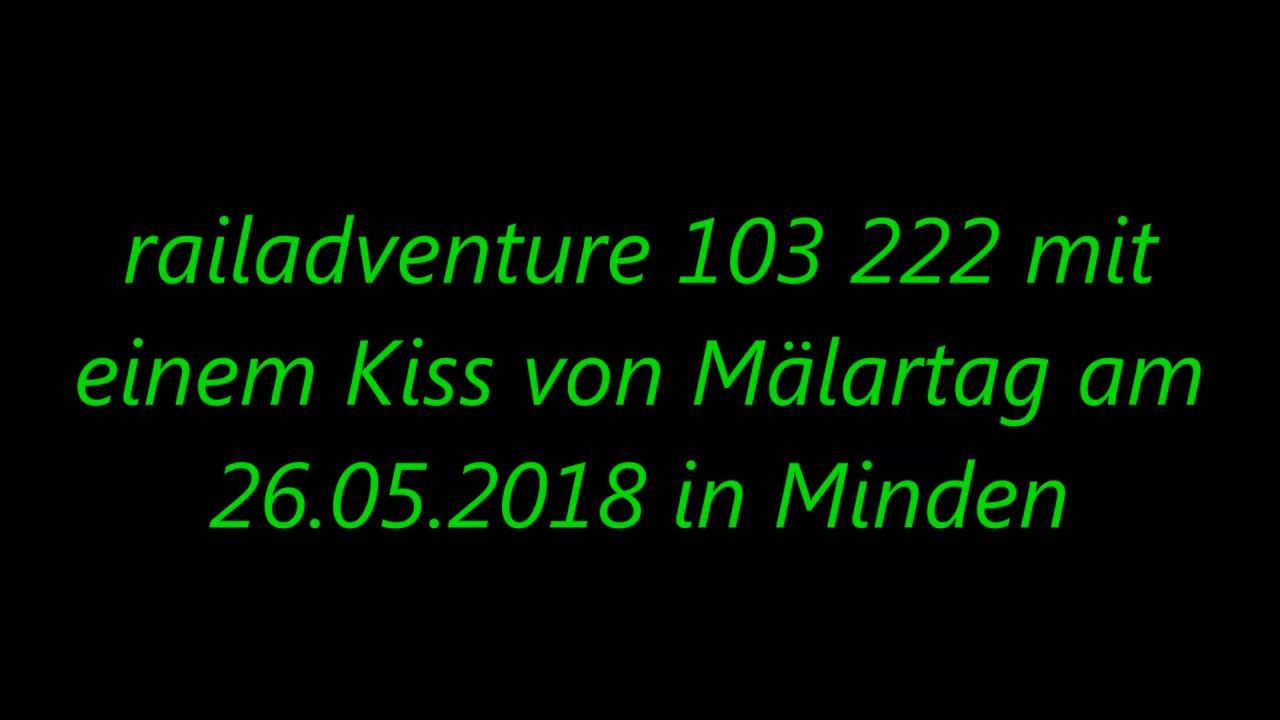 railadventure 103 222 mit
einem Kiss von Mälartag am
26.05.2018 in Minden